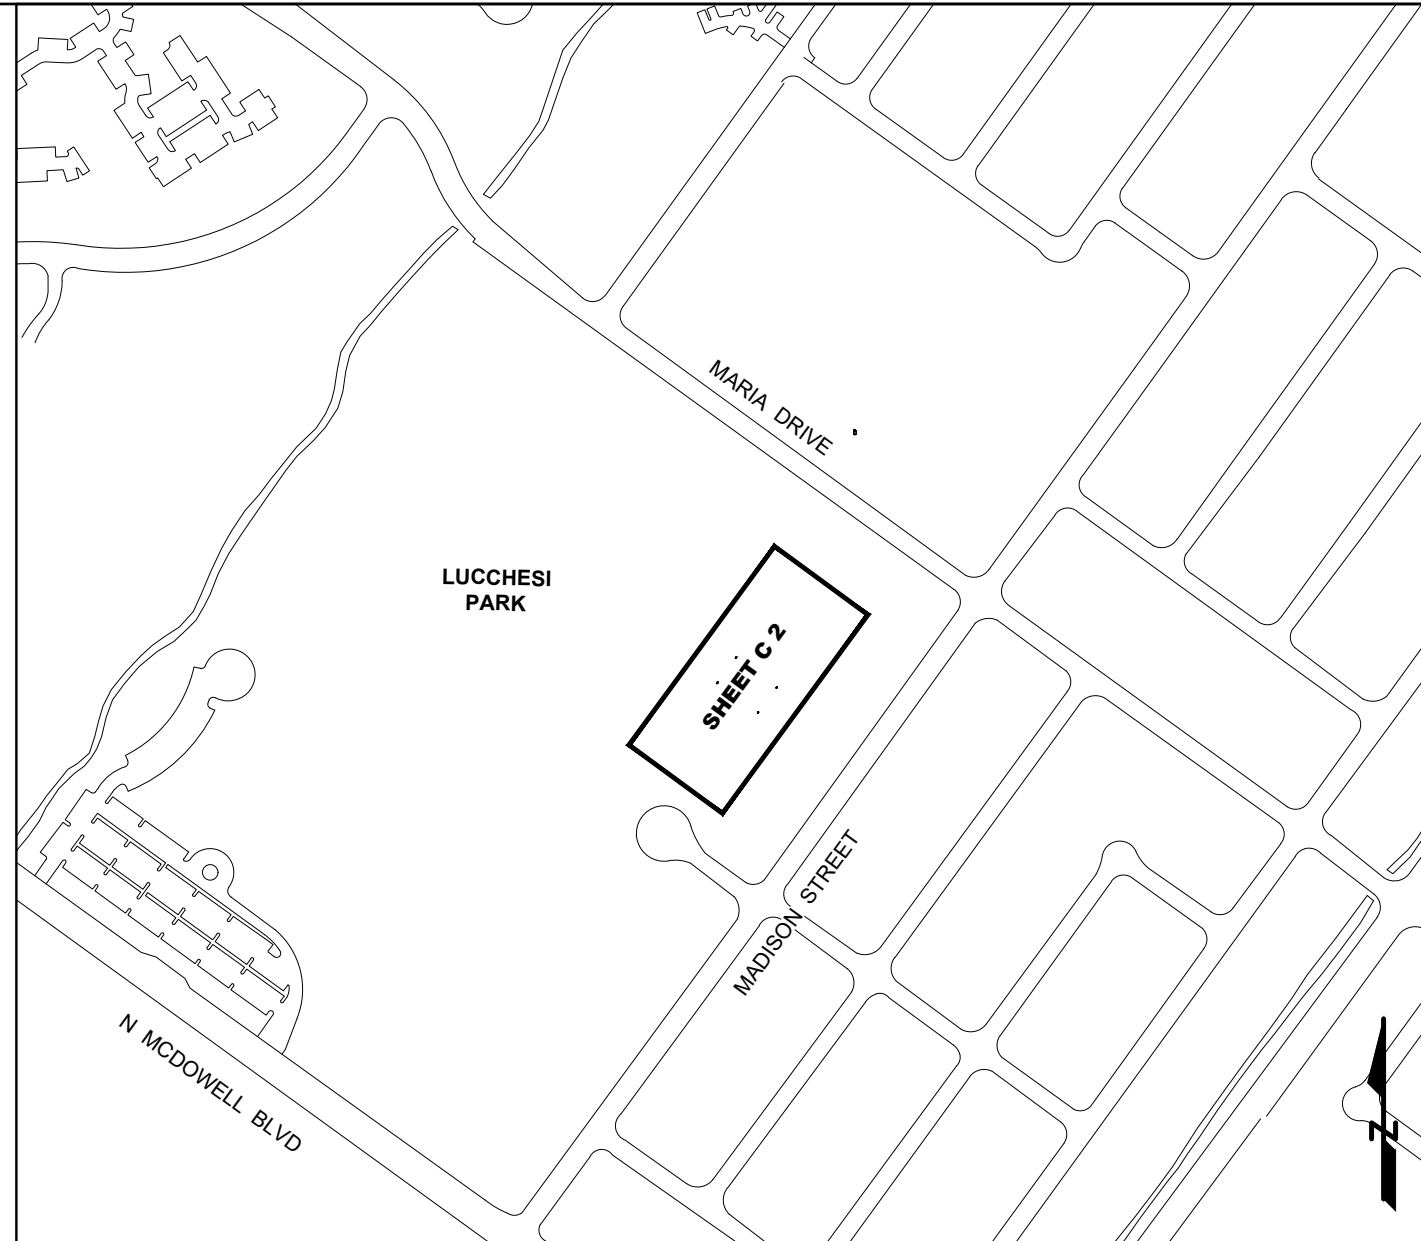 MARIA DRIVE
LUCCHESI
PARK
SHEET C 2
MADISON STREET
N MCDOWELL BLVD
N